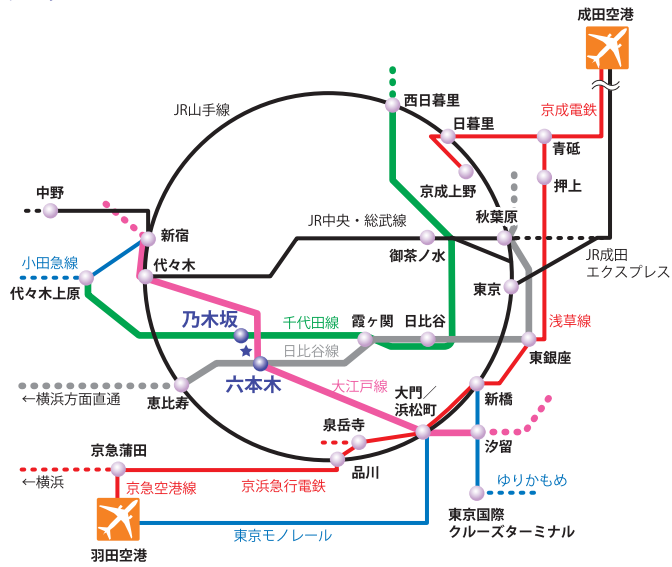 成田空港
JR山手線
西日暮里
京成電鉄
日暮里
青砥
京成上野
押上
中野
新宿
JR中央・総武線
秋葉原
小田急線
代々木
御茶ノ水
JR成田
エクスプレス
代々木上原
東京
乃木坂
千代田線
霞ヶ関
日比谷
浅草線
日比谷線
東銀座
六本木
大江戸線
←横浜方面直通
恵比寿
大門／
浜松町
新橋
泉岳寺
汐留
京急蒲田
品川
←横浜
京急空港線
京浜急行電鉄
ゆりかもめ
東京モノレール
東京国際
クルーズターミナル
羽田空港